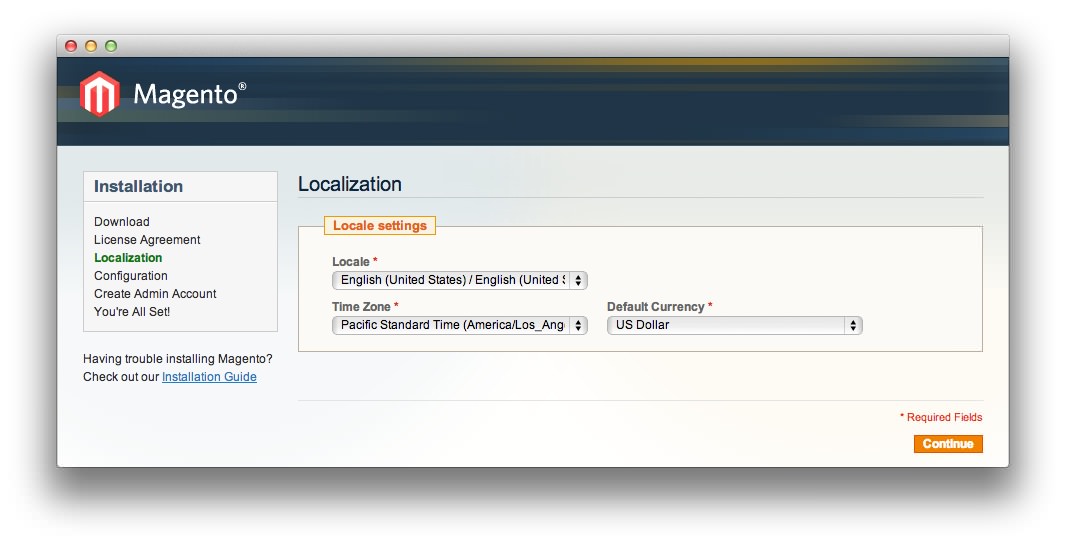 Magento®
Installation
Download
License Agreement
Localization
Configuration
Create Admin Account
You're All Set!
Having trouble installing Magento?
Check out our Installation Guide
Localization
Locale settings
Locale *
English (United States) / English (United S
Time Zone *
Default Currency *
Pacific Standard Time (America/Los_Ang
US Dollar
* Required Fields
Continue